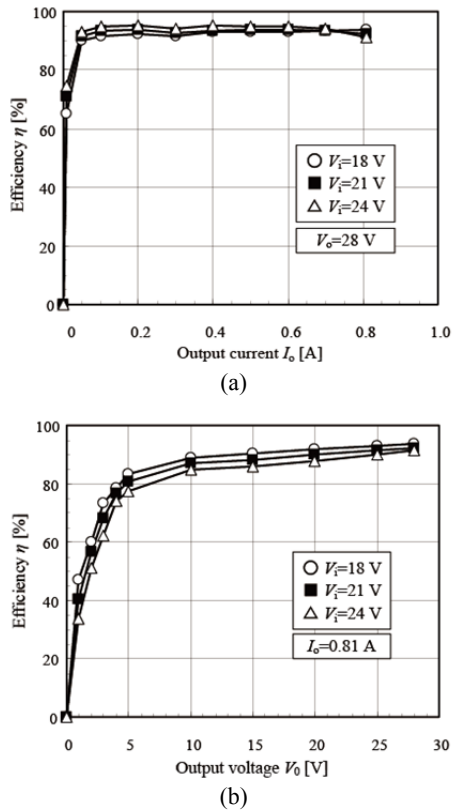 100
80
60
40
20
0
Efficiency η [%]
Vi=18 V
Vi=21 V
Vi=24 V
Vo=28 V
0 0.2 0.4 0.6 0.8 1.0
Output current Io [A]
(a)
100
80
60
40
20
0
Efficiency η [%]
Vi=18 V
Vi=21 V
Vi=24 V
Io=0.81 A
0 5 10 15 20 25 30
Output voltage V0 [V]
(b)